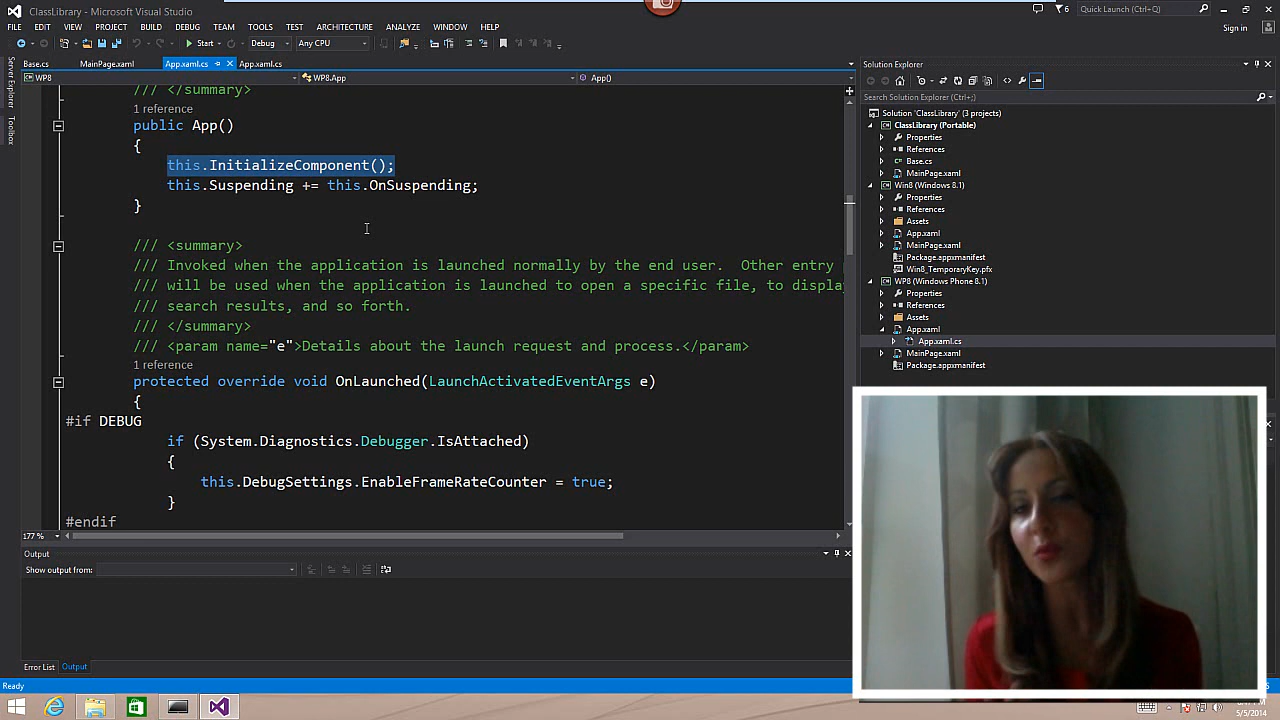 ClassLibrary - Microsoft Visual Studio
6
Quick Launch (Ctrl+Q)
FILE EDIT VIEW PROJECT BUILD DEBUG TEAM TOOLS TEST ARCHITECTURE ANALYZE WINDOW HELP
Sign in
Start Debug Any CPU
Base.cs MainPage.xaml App.xaml.cs App.xaml.cs
WP8 WP8.App App()
Server Explorer
Toolbox
/// </summary>
1 reference
public App()
{
this.InitializeComponent();
this.Suspending += this.OnSuspending;
}
/// <summary>
/// Invoked when the application is launched normally by the end user.  Other entry
/// will be used when the application is launched to open a specific file, to displa
/// search results, and so forth.
/// </summary>
/// <param name="e">Details about the launch request and process.</param>
1 reference
protected override void OnLaunched(LaunchActivatedEventArgs e)
{
#if DEBUG
if (System.Diagnostics.Debugger.IsAttached)
{
this.DebugSettings.EnableFrameRateCounter = true;
}
#endif
177 %
Output
Show output from:
Error List Output
Ready
Solution Explorer
Search Solution Explorer (Ctrl+;)
Solution 'ClassLibrary' (3 projects)
ClassLibrary (Portable)
Properties
References
Base.cs
MainPage.xaml
Win8 (Windows 8.1)
Properties
References
Assets
App.xaml
MainPage.xaml
Package.appxmanifest
Win8_TemporaryKey.pfx
WP8 (Windows Phone 8.1)
Properties
References
Assets
App.xaml
App.xaml.cs
MainPage.xaml
Package.appxmanifest
5/5/2014